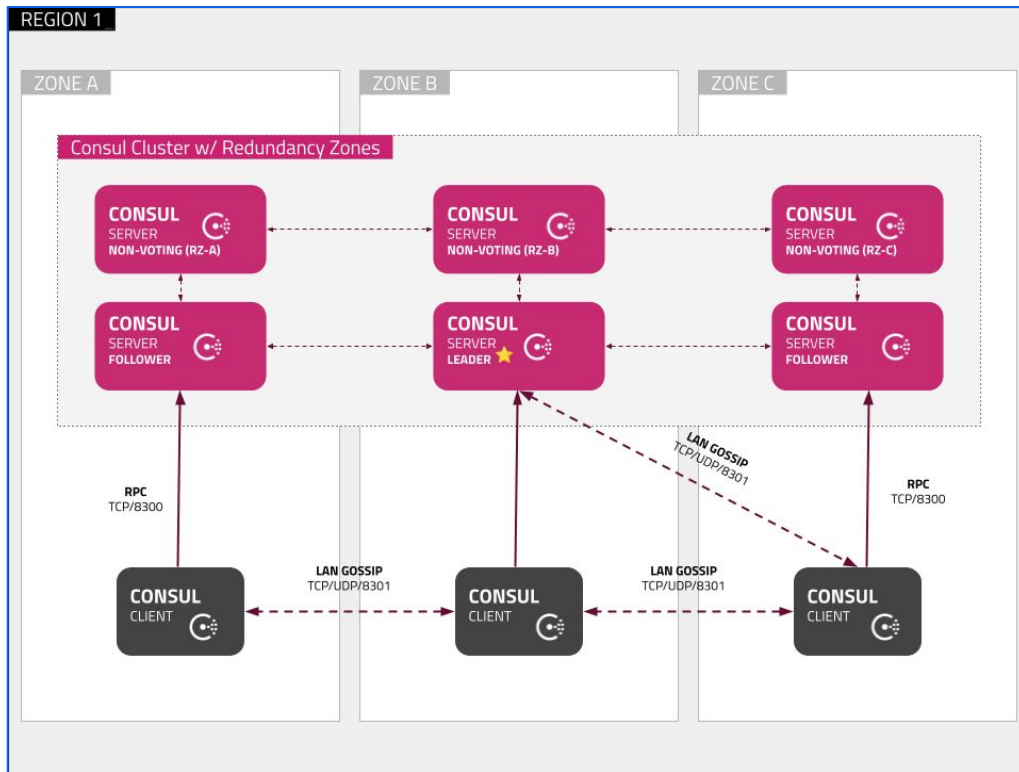 REGION 1
ZONE A
ZONE B
ZONE C
Consul Cluster w/ Redundancy Zones
CONSUL
SERVER
NON-VOTING (RZ-A)
CONSUL
SERVER
NON-VOTING (RZ-B)
CONSUL
SERVER
NON-VOTING (RZ-C)
CONSUL
SERVER
FOLLOWER
CONSUL
SERVER
LEADER
CONSUL
SERVER
FOLLOWER
LAN GOSSIP
TCP/UDP/8301
RPC
TCP/8300
RPC
TCP/8300
LAN GOSSIP
TCP/UDP/8301
LAN GOSSIP
TCP/UDP/8301
CONSUL
CLIENT
CONSUL
CLIENT
CONSUL
CLIENT